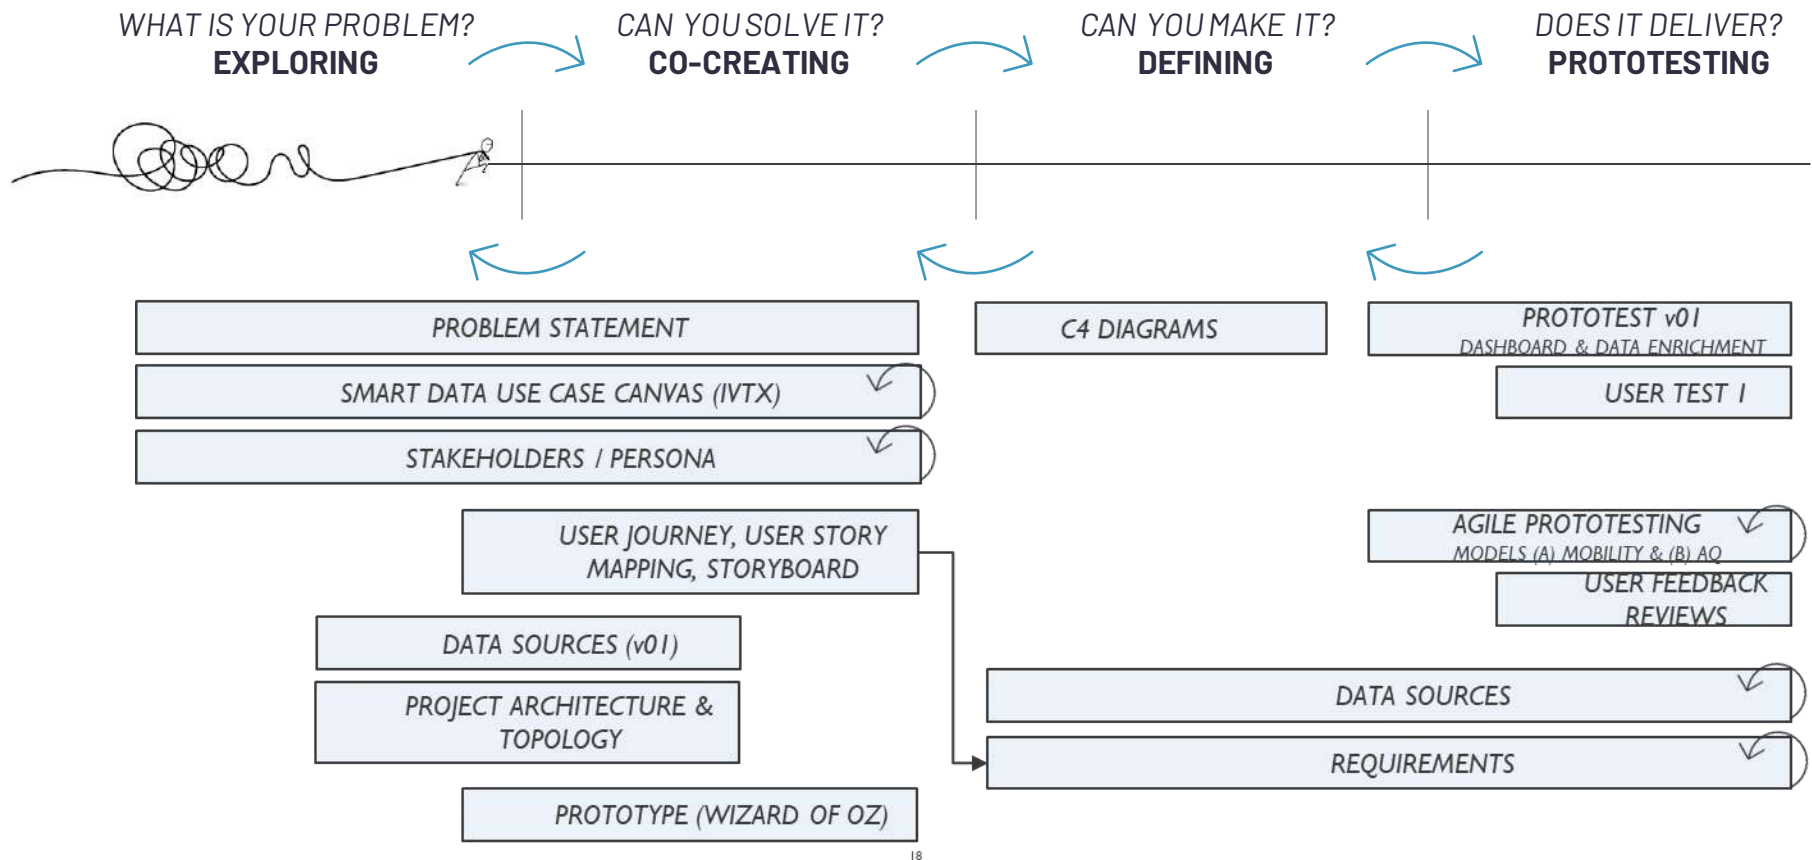 WHAT IS YOUR PROBLEM?
EXPLORING
CAN YOU SOLVE IT?
CO-CREATING
CAN YOU MAKE IT?
DEFINING
DOES IT DELIVER?
PROTOTESTING
PROBLEM STATEMENT
C4 DIAGRAMS
PROTOTEST v01
DASHBOARD & DATA ENRICHMENT
SMART DATA USE CASE CANVAS (IVTX)
USER TEST 1
STAKEHOLDERS / PERSONA
USER JOURNEY, USER STORY
MAPPING, STORYBOARD
AGILE PROTOTESTING
MODELS (A) MOBILITY & (B) AQ
USER FEEDBACK
REVIEWS
DATA SOURCES (v01)
PROJECT ARCHITECTURE &
TOPOLOGY
DATA SOURCES
REQUIREMENTS
PROTOTYPE (WIZARD OF OZ)
18